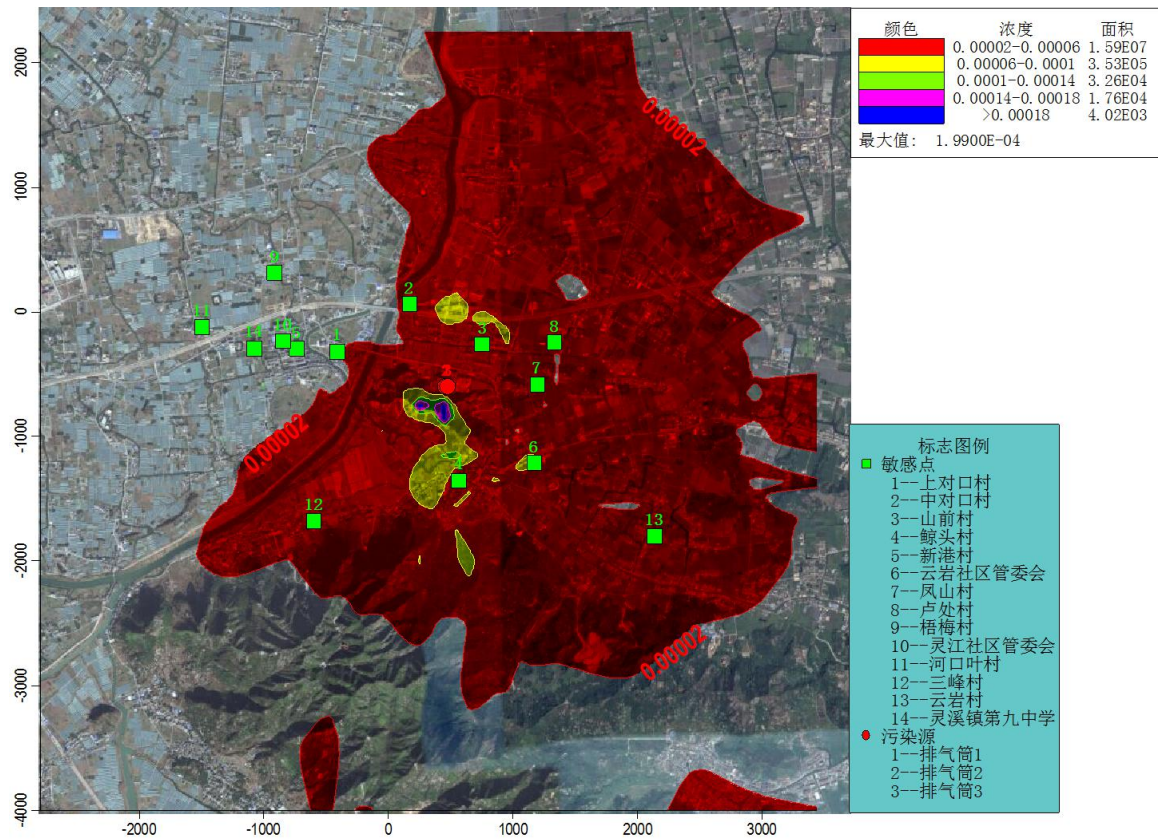 颜色 浓度 面积
0.00002-0.00006 1.59E07
0.00006-0.0001 3.53E05
0.0001-0.00014 3.26E04
0.00014-0.00018 1.76E04
>0.00018 4.02E03
最大值: 1.9900E-04
2000
1000
0
-1000
-2000
-3000
-4000
0.00002
9
2
11
14
10
5
1
3
8
2
7
0.00002
4
6
12
13
0.00002
-2000
-1000
0
1000
2000
3000
标志图例
敏感点
1--上对口村
2--中对口村
3--山前村
4--鲸头村
5--新港村
6--云岩社区管委会
7--凤山村
8--卢处村
9--梧梅村
10--灵江社区管委会
11--河口叶村
12--三峰村
13--云岩村
14--灵溪镇第九中学
污染源
1--排气筒1
2--排气筒2
3--排气筒3